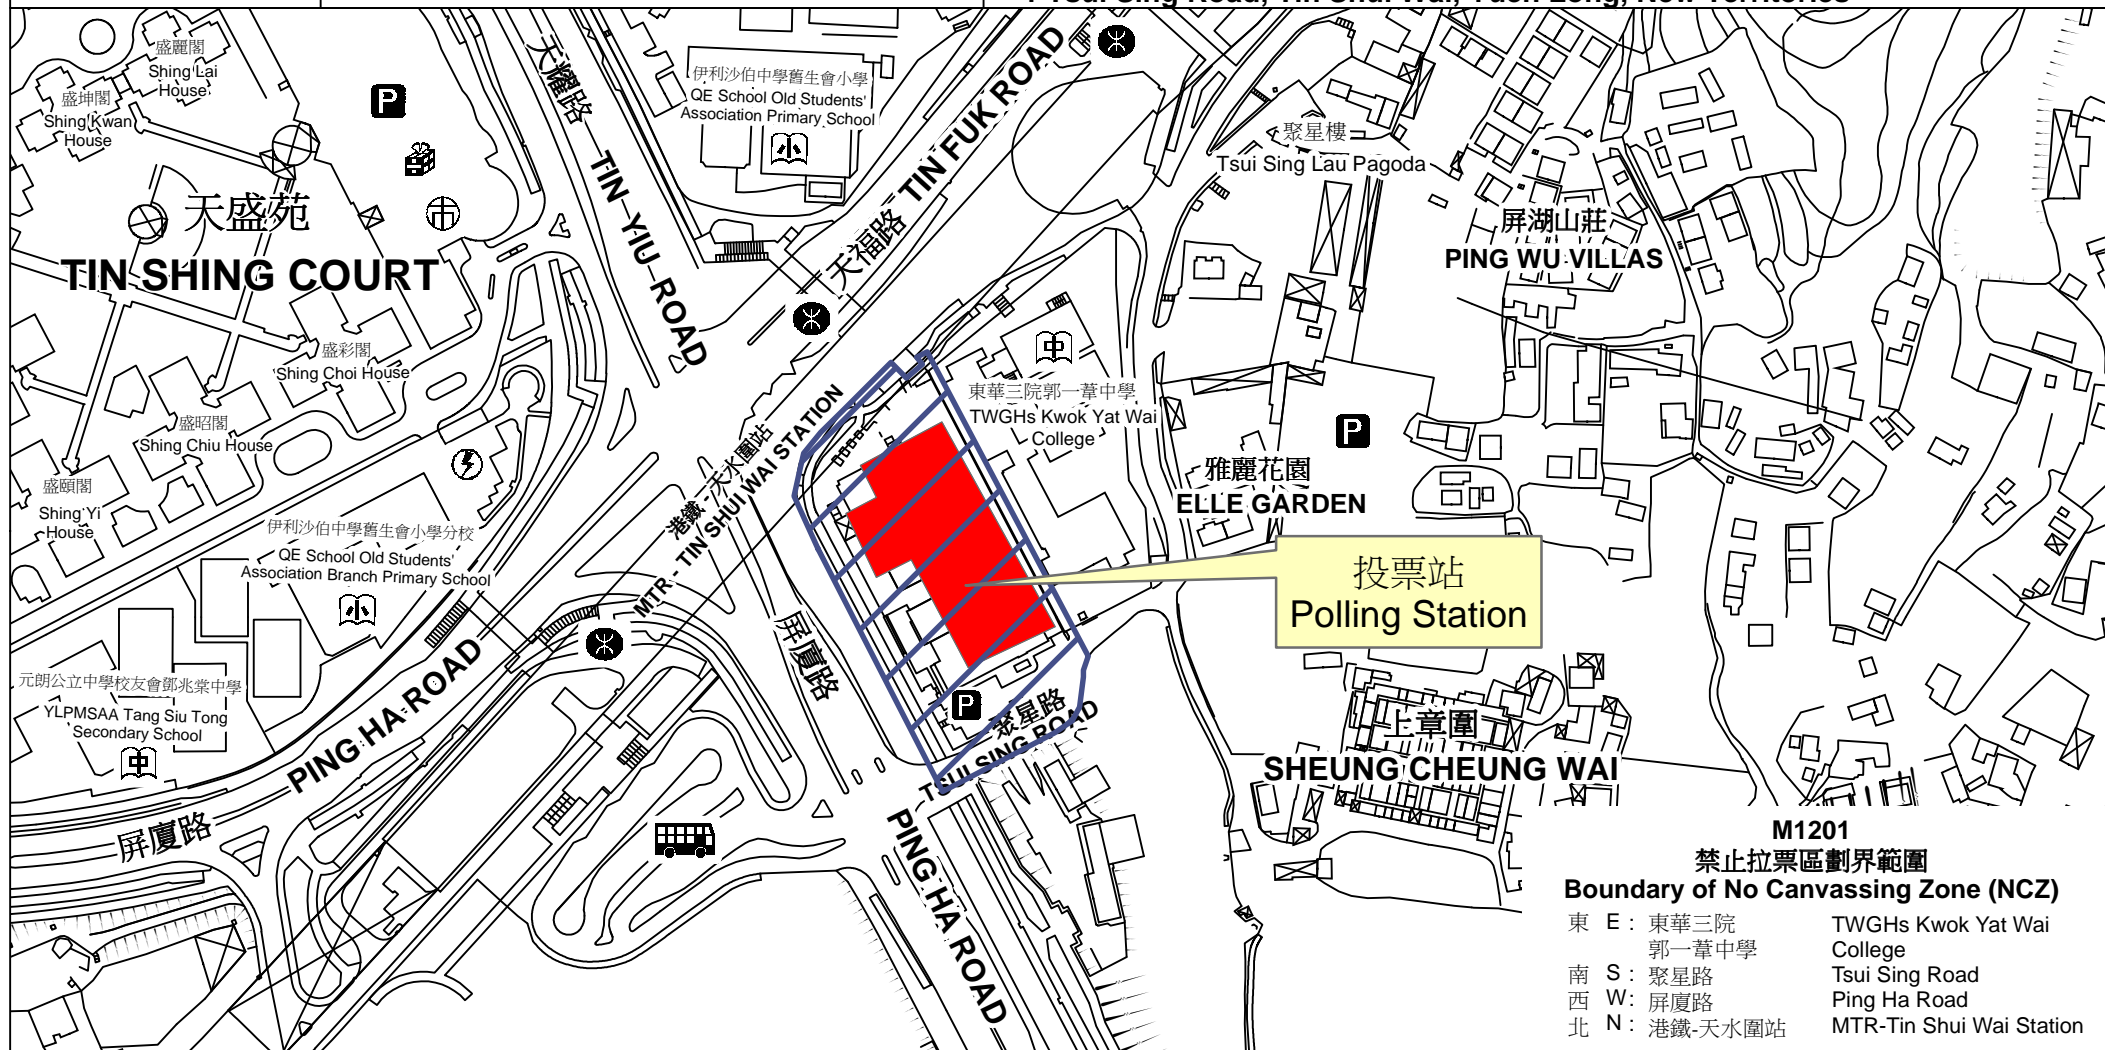 1 Tsui Sing Road, Tin Shui Wai, Yuen Long, New Territories
盛麗閣
Shing Lai
House
盛坤閣
Shing Kwan
House
P
天耀路 TIN YIU ROAD
伊利沙伯中學舊生會小學
QE School Old Students'
Association Primary School
小
天福路 TIN FUK ROAD
聚星樓
Tsui Sing Lau Pagoda
屏湖山莊
PING WU VILLAS
市
天盛苑
TIN SHING COURT
盛彩閣
Shing Choi House
盛昭閣
Shing Chiu House
盛頤閣
Shing Yi
House
中
東華三院郭一葦中學
TWGHs Kwok Yat Wai
College
P
雅麗花園
ELLE GARDEN
港鐵 - 天水圍站
MTR - TIN SHUI WAI STATION
伊利沙伯中學舊生會小學分校
QE School Old Students'
Association Branch Primary School
小
投票站
Polling Station
屏廈路
元朗公立中學校友會鄧兆棠中學
YLPMSAA Tang Siu Tong
Secondary School
中
PING HA ROAD
屏廈路
P
聚星路
TSUI SING ROAD
上章圍
SHEUNG CHEUNG WAI
PING HA ROAD
M1201
禁止拉票區劃界範圍
Boundary of No Canvassing Zone (NCZ)
東 E : 東華三院 TWGHs Kwok Yat Wai
郭一葦中學 College
南 S : 聚星路 Tsui Sing Road
西 W: 屏廈路 Ping Ha Road
北 N : 港鐵-天水圍站 MTR-Tin Shui Wai Station